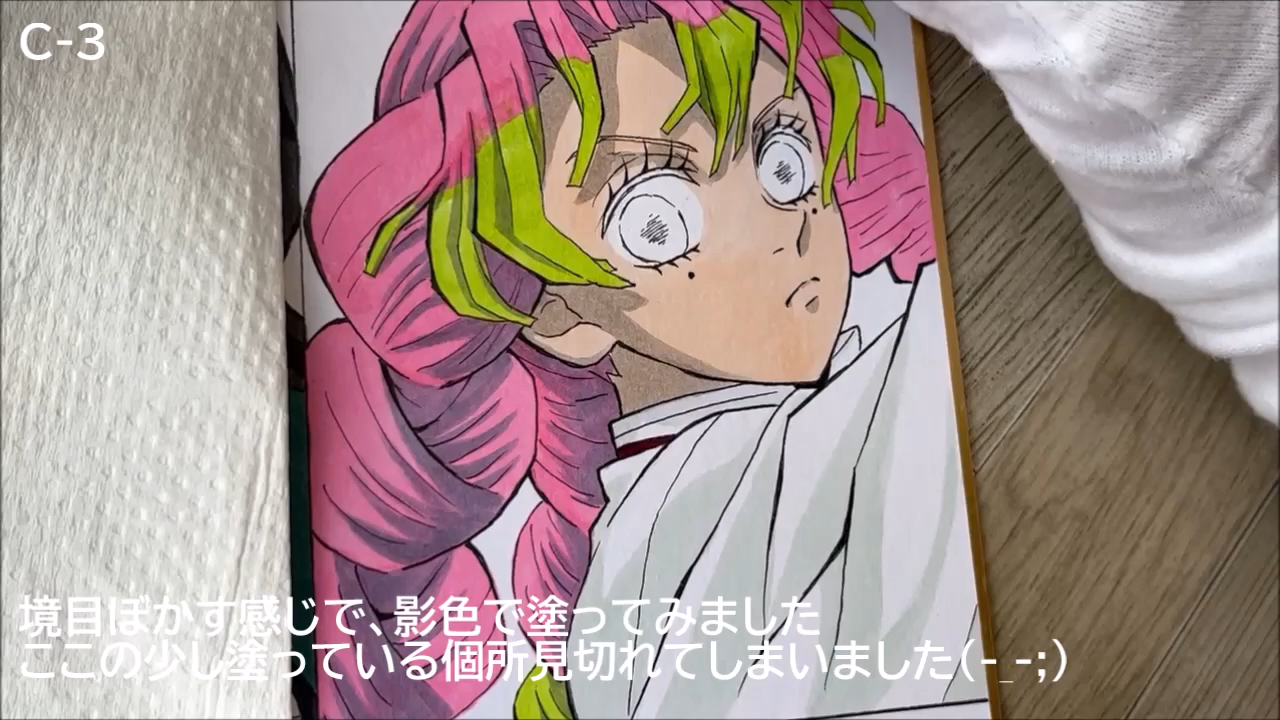 C-3
境目ぼかす感じで、影色で塗ってみました
ここの少し塗っている個所見切れてしまいました(-_-;)